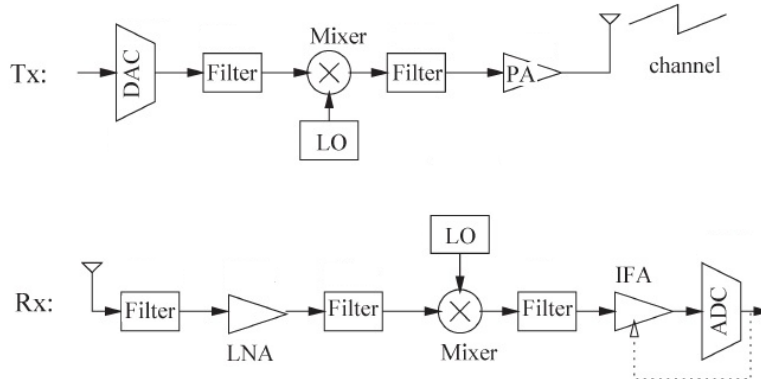 Tx:
DAC
Filter
Mixer
LO
Filter
PA
channel
Rx:
Filter
LNA
Filter
LO
Mixer
Filter
IFA
ADC